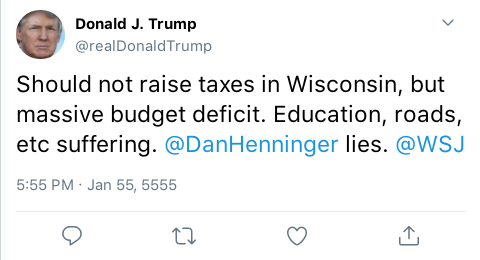 Donald J. Trump
@realDonaldTrump
Should not raise taxes in Wisconsin, but
massive budget deficit. Education, roads,
etc suffering. @DanHenninger lies. @WSJ
5:55 PM · Jan 55, 5555